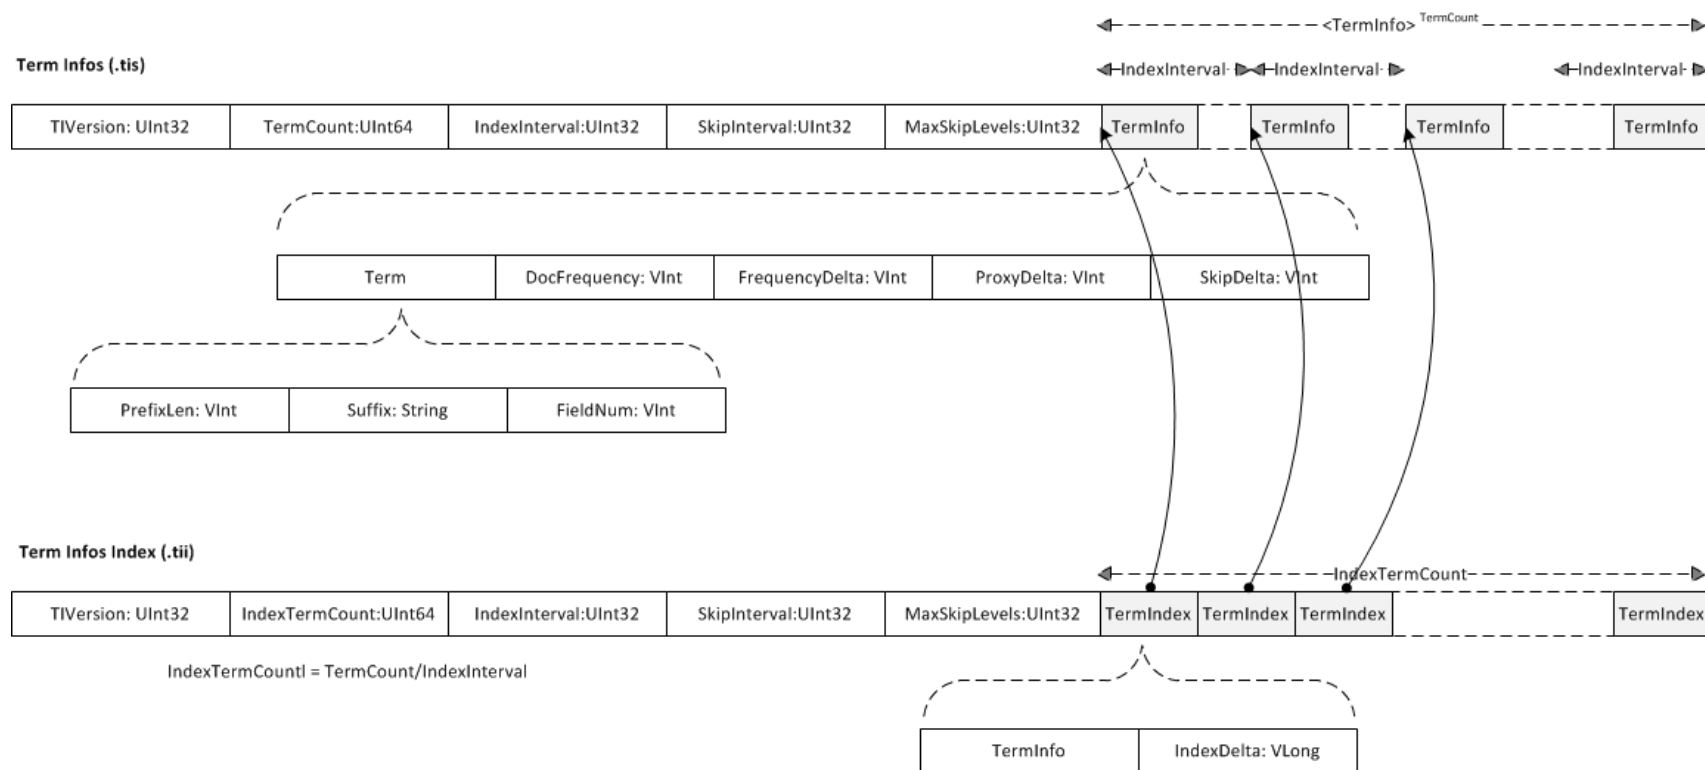 <TermInfo> TermCount
Term Infos (.tis)
IndexInterval IndexInterval IndexInterval
TIVersion: UInt32 TermCount:UInt64 IndexInterval:UInt32 SkipInterval:UInt32 MaxSkipLevels:UInt32 TermInfo TermInfo TermInfo TermInfo
Term DocFrequency: VInt FrequencyDelta: VInt ProxyDelta: VInt SkipDelta: VInt
PrefixLen: VInt Suffix: String FieldNum: VInt
Term Infos Index (.tii)
IndexTermCount
TIVersion: UInt32 IndexTermCount:UInt64 IndexInterval:UInt32 SkipInterval:UInt32 MaxSkipLevels:UInt32 TermIndex TermIndex TermIndex TermIndex
IndexTermCountl = TermCount/IndexInterval
TermInfo IndexDelta: VLong